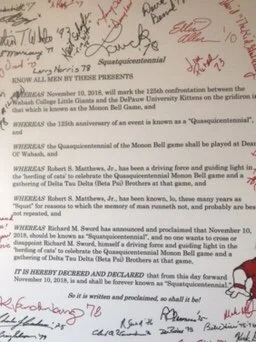 '73
'10
Larry Norris '78
Squatquicentennial
KNOW ALL MEN BY THESE PRESENTS
WHEREAS November 10, 2018, will mark the 125th confrontation between the
Wabash College Little Giants and the DePauw University Kittens on the gridiron in
that which is known as the Monon Bell Game, and
WHEREAS the 125th anniversary of an event is known as a "Quasquicentennial",
and
WHEREAS the Quasquicentennial of the Monon Bell game shall be played at Dear
Ol' Wabash, and
WHEREAS Robert S. Matthews, Jr., has been a driving force and guiding light in
the 'herding of cats' to celebrate the Quasquicentennial Monon Bell game and a
gathering of Delta Tau Delta (Beta Psi) Brothers at that game, and
WHEREAS Robert S. Matthews, Jr., has been known, lo, these many years as
"Squat" for reasons to which the memory of man runneth not, and probably are best
not repeated, and
WHEREAS Richard M. Sword has announced and proclaimed that November 10,
2018, should be known as "Squatquicentennial," and no one wants to cross or
disappoint Richard M. Sword, himself a driving force and guiding light in the
'herding of cats' to celebrate the Quasquicentennial Monon Bell Game and a
gathering of Delta Tau Delta (Beta Psi) Brothers at that game.
IT IS HEREBY DECREED AND DECLARED that from this day forward
November 10, 2018, is and shall be forever known as "Squatquicentennial."
So it is written and proclaimed, so shall it be!
'78